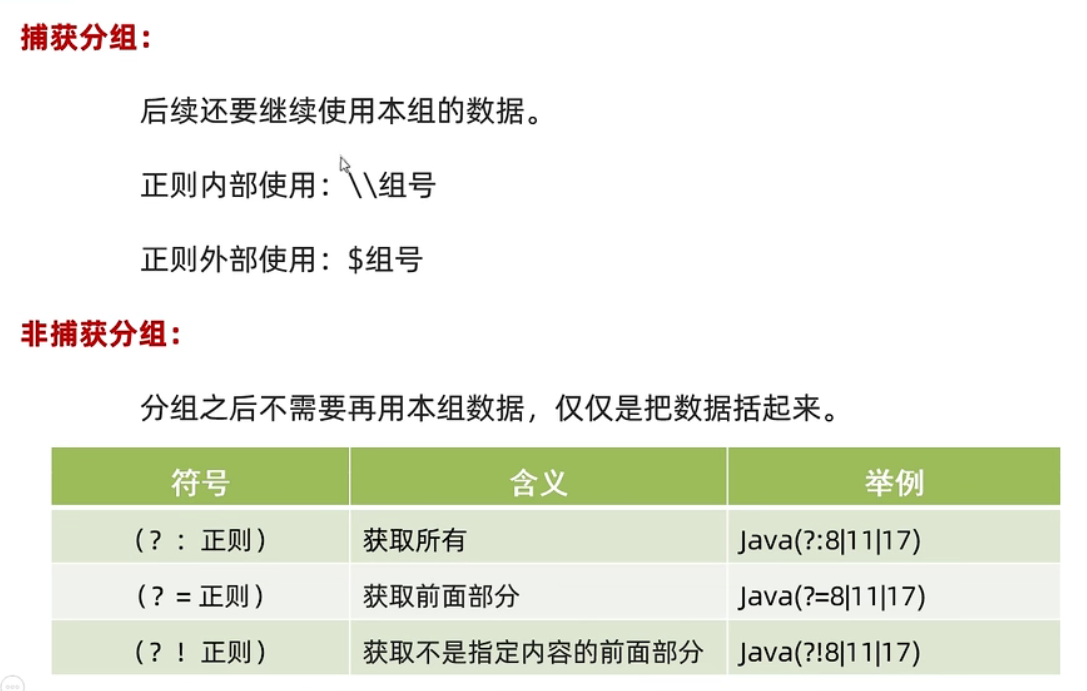 捕获分组：
后续还要继续使用本组的数据。
正则内部使用：\\组号
正则外部使用：$组号
非捕获分组：
分组之后不需要再用本组数据，仅仅是把数据括起来。
符号 含义 举例
（？：正则） 获取所有 Java(?:8|11|17)
（？=正则） 获取前面部分 Java(?=8|11|17)
（？！正则） 获取不是指定内容的前面部分 Java(?!8|11|17)